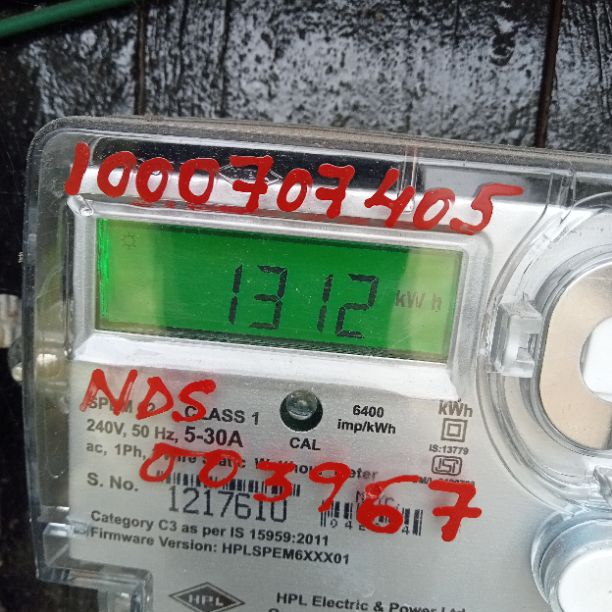 1000707405
1312 kWh
NDS
CLASS 1
6400
imp/kWh
kWh
240V, 50 Hz, 5-30A
CAL
IS:13779
ac, 1Ph,
003967
S. No.
1217610
Category C3 as per IS 15959:2011
Firmware Version: HPLSPEM6XXX01
HPL
HPL Electric & Power Ltd